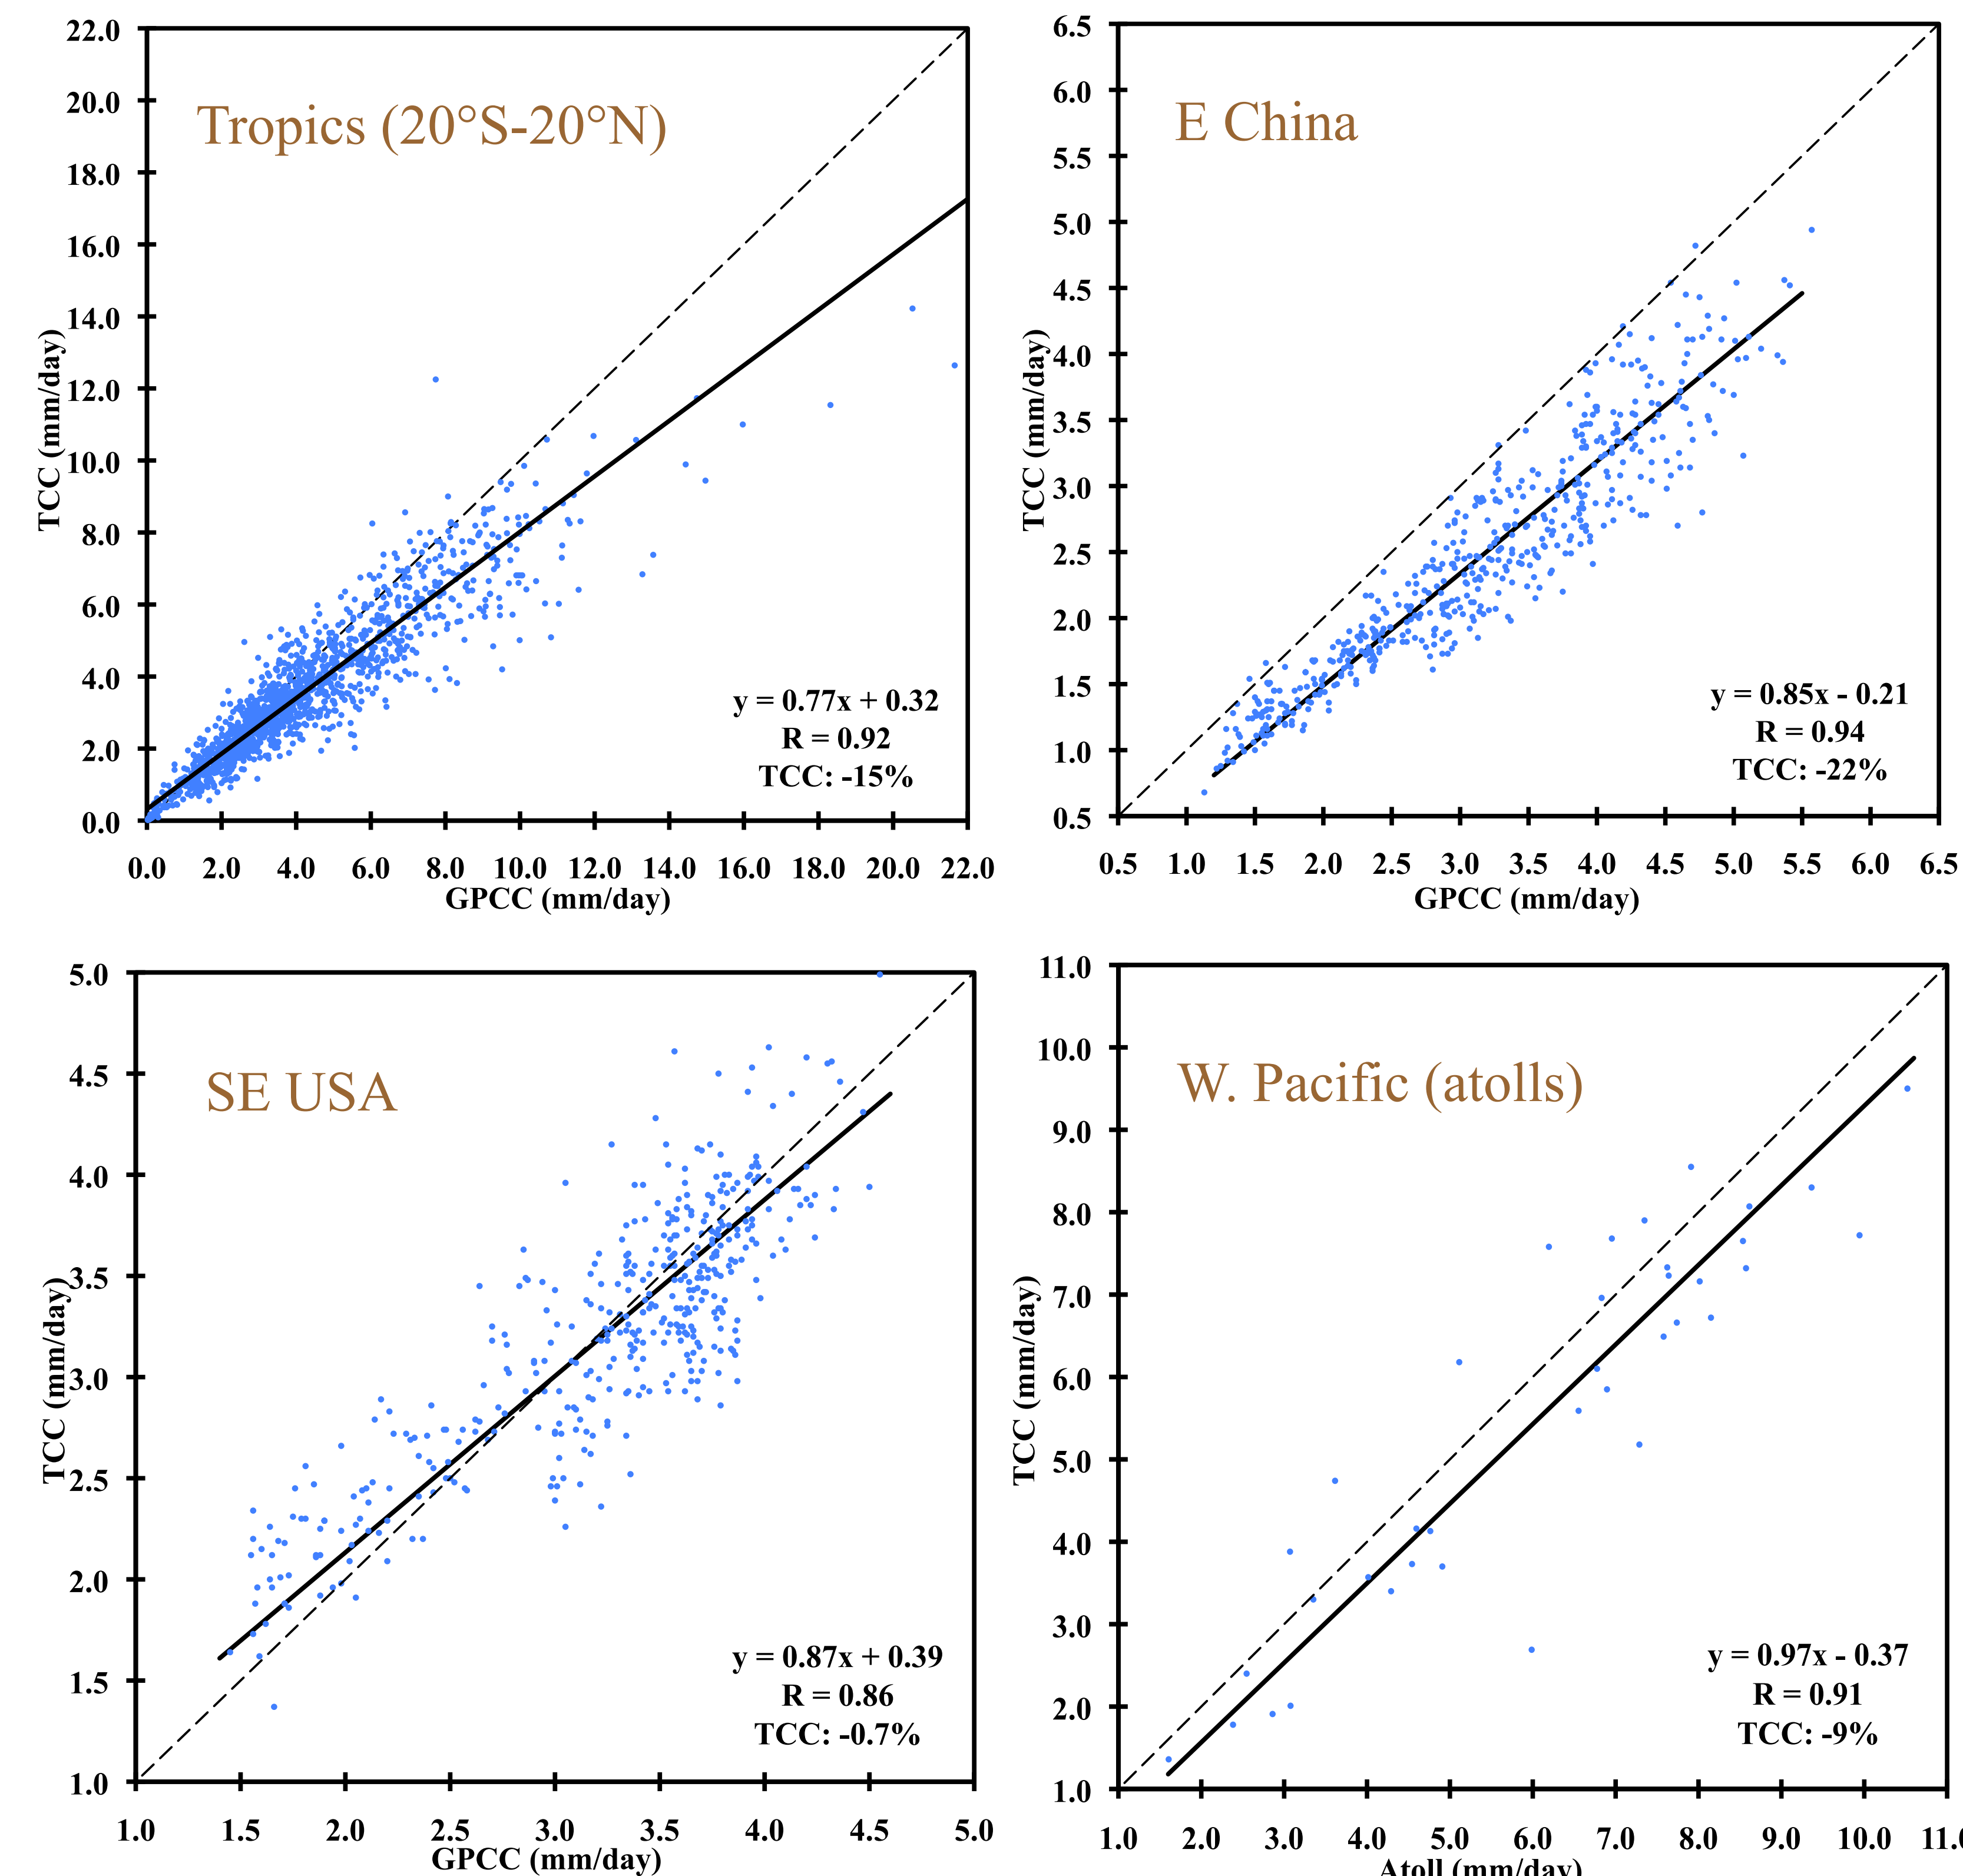 Tropics (20°S-20°N)
TCC (mm/day)
22.0
20.0
18.0
16.0
14.0
12.0
10.0
8.0
6.0
4.0
2.0
0.0
y = 0.77x + 0.32
R = 0.92
TCC: -15%
0.0 2.0 4.0 6.0 8.0 10.0 12.0 14.0 16.0 18.0 20.0 22.0
GPCC (mm/day)
E China
TCC (mm/day)
6.5
6.0
5.5
5.0
4.5
4.0
3.5
3.0
2.5
2.0
1.5
1.0
0.5
y = 0.85x - 0.21
R = 0.94
TCC: -22%
0.5 1.0 1.5 2.0 2.5 3.0 3.5 4.0 4.5 5.0 5.5 6.0 6.5
GPCC (mm/day)
SE USA
TCC (mm/day)
5.0
4.5
4.0
3.5
3.0
2.5
2.0
1.5
1.0
y = 0.87x + 0.39
R = 0.86
TCC: -0.7%
1.0 1.5 2.0 2.5 3.0 3.5 4.0 4.5 5.0
GPCC (mm/day)
W. Pacific (atolls)
TCC (mm/day)
11.0
10.0
9.0
8.0
7.0
6.0
5.0
4.0
3.0
2.0
1.0
y = 0.97x - 0.37
R = 0.91
TCC: -9%
1.0 2.0 3.0 4.0 5.0 6.0 7.0 8.0 9.0 10.0 11.0
Atoll (mm/day)